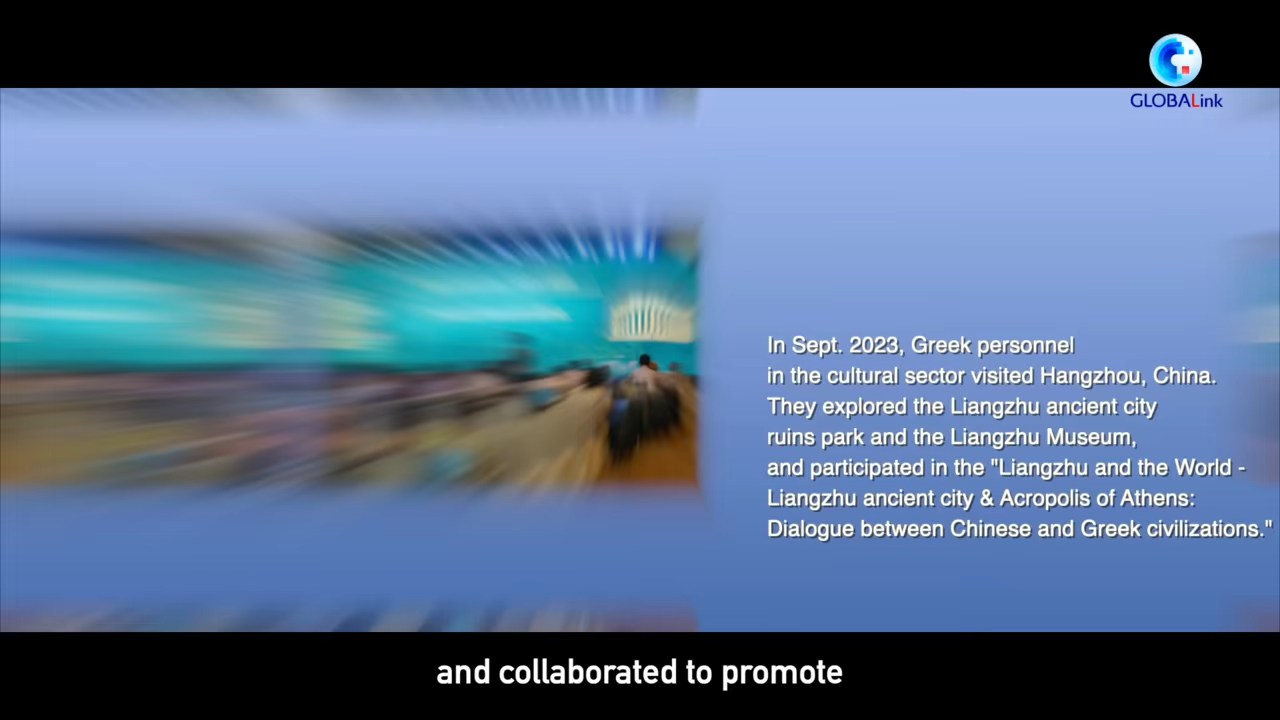 GLOBALink
In Sept. 2023, Greek personnel
in the cultural sector visited Hangzhou, China.
They explored the Liangzhu ancient city
ruins park and the Liangzhu Museum,
and participated in the "Liangzhu and the World -
Liangzhu ancient city & Acropolis of Athens:
Dialogue between Chinese and Greek civilizations."
and collaborated to promote